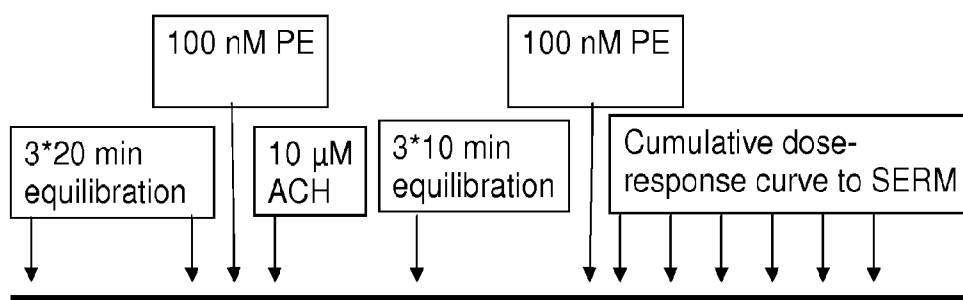 100 nM PE
100 nM PE
3*20 min
equilibration
10 μM
ACH
3*10 min
equilibration
Cumulative dose-
response curve to SERM